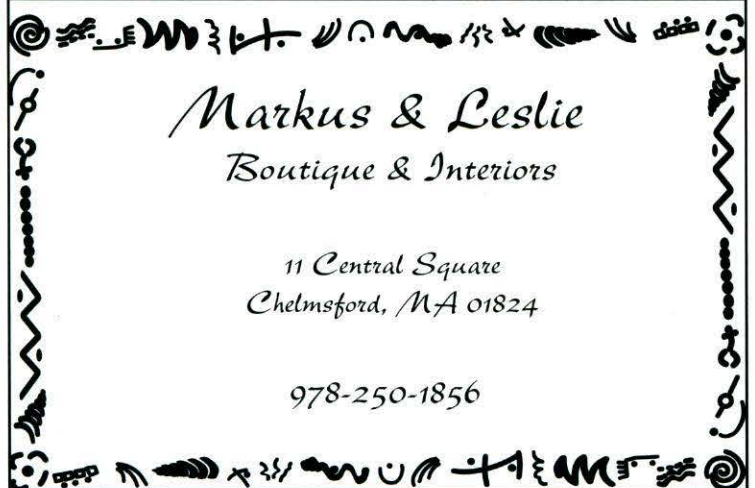 Markus & Leslie
Boutique & Interiors
11 Central Square
Chelmsford, MA 01824
978-250-1856